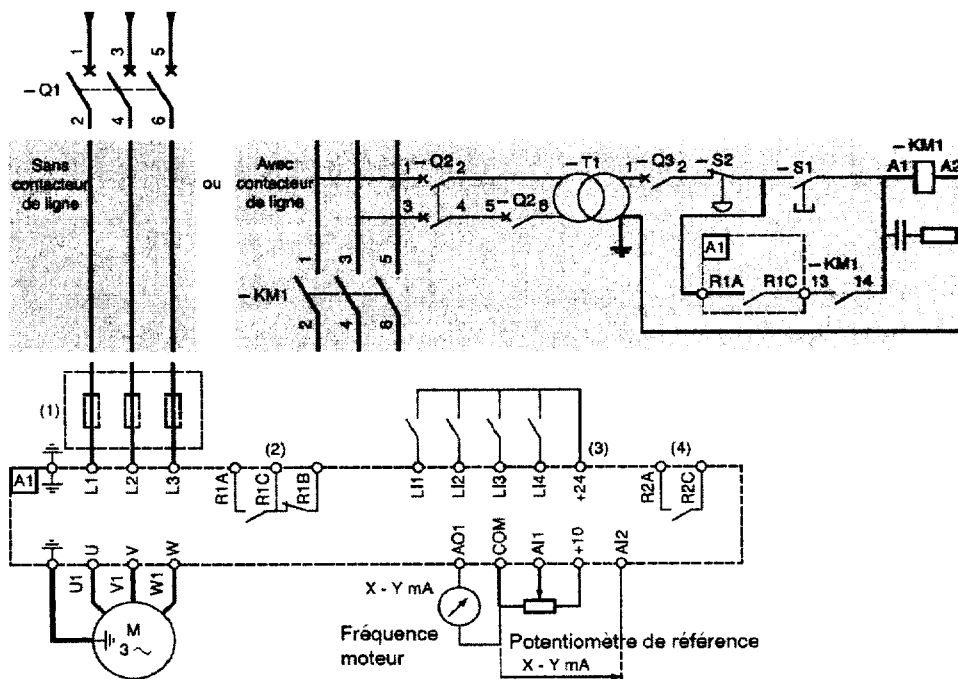 1 3 5
– Q1
2 4 6
Sans contacteur de ligne
ou
Avec contacteur de ligne
1 – Q2 2
3 4 5 – Q2 6
– T1
1 – Q3 2
– S2
– S1
– KM1
A1 A2
A1
R1A R1C
– KM1
13 14
1 3 5
– KM1
2 4 6
(1)
A1
L1 L2 L3
(2)
R1A R1C R1B
LI1 LI2 LI3 LI4 +24
(3)
(4)
R2A R2C
U V W
U1 V1 W1
M
3 ~
AO1 COM AI1 +10 AI2
X - Y mA
Fréquence moteur
Potentiomètre de référence
X - Y mA